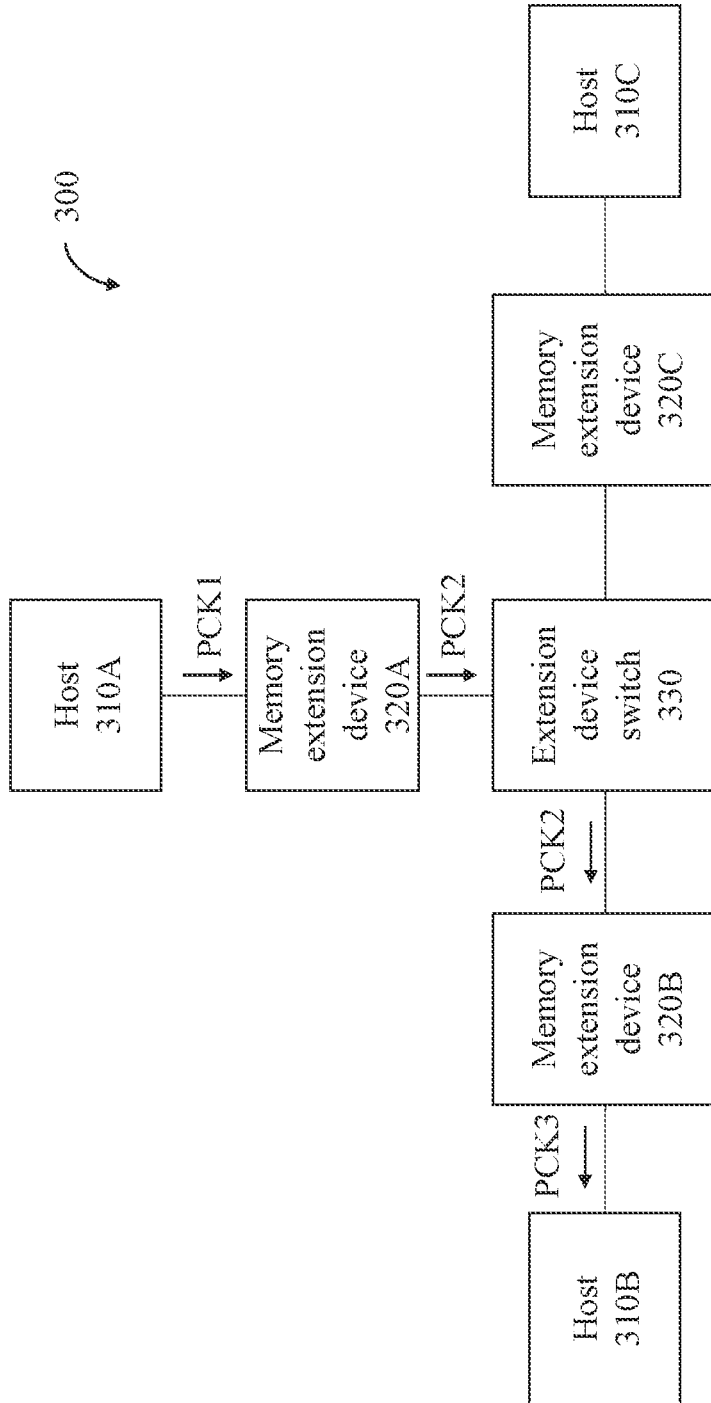 300
Host
310A
PCK1
Memory
extension
device
320A
PCK2
Host
310B
PCK3
Memory
extension
device
320B
PCK2
Extension
device
switch
330
Memory
extension
device
320C
Host
310C